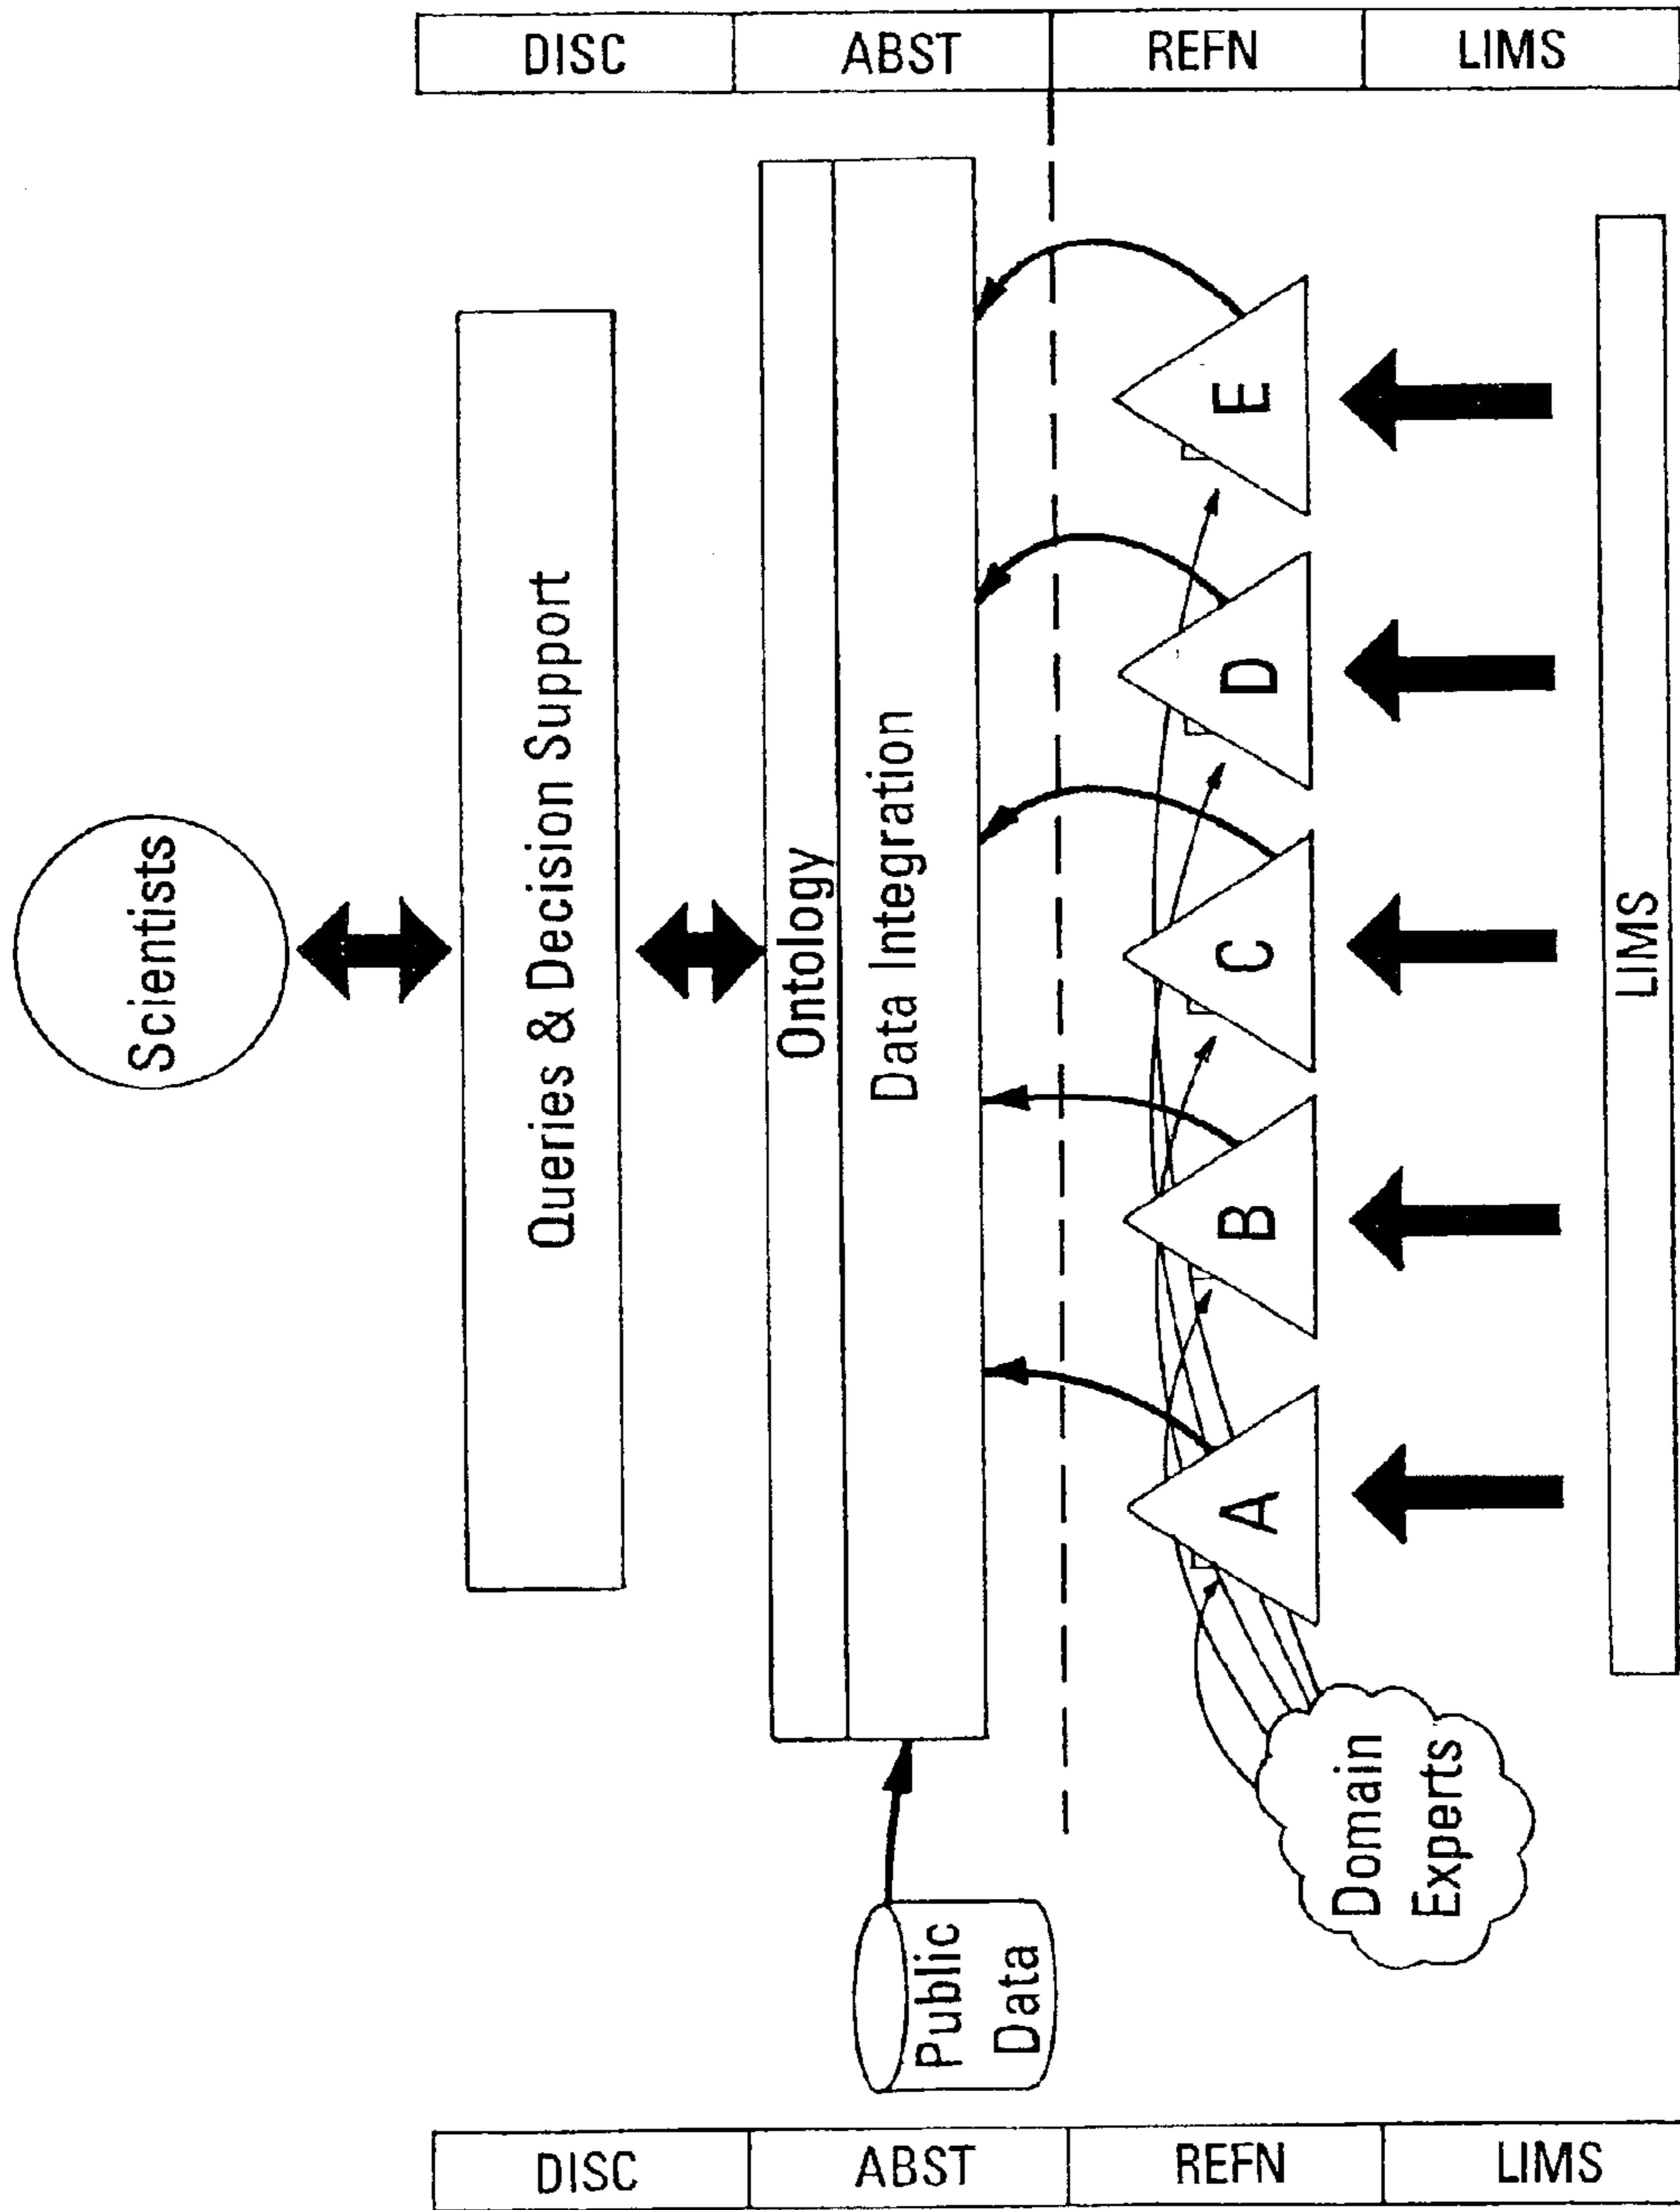 Scientists
DISC
Queries & Decision Support
DISC
Ontology
ABST
Data Integration
ABST
Public
Data
REFN
A
B
C
D
E
REFN
Domain
Experts
LIMS
LIMS
LIMS